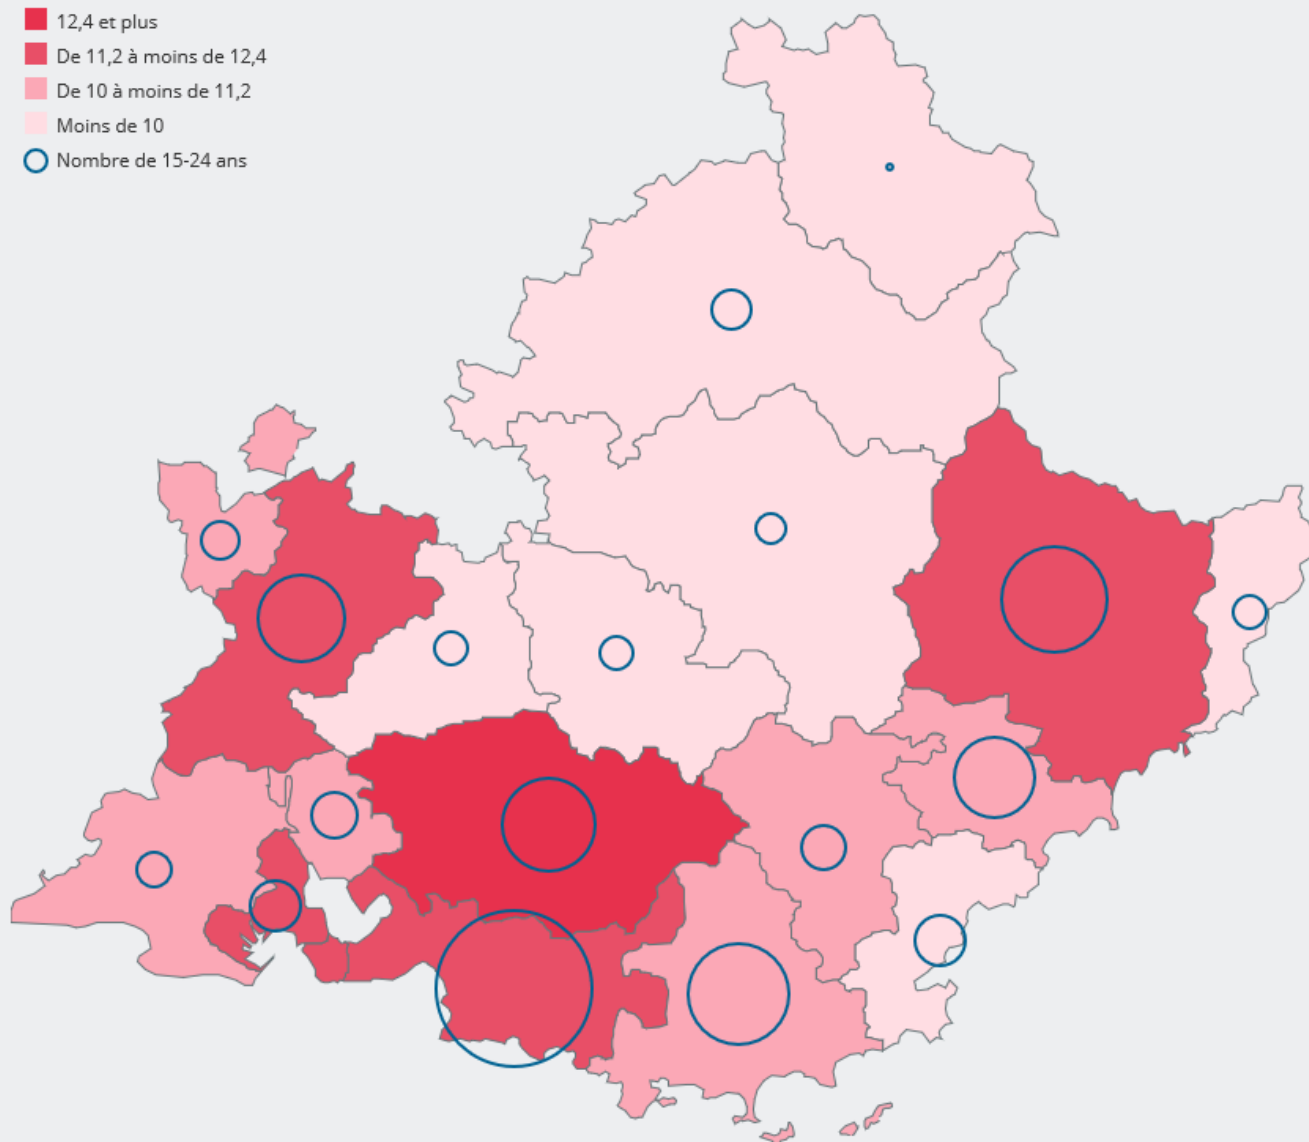 12,4 et plus
De 11,2 à moins de 12,4
De 10 à moins de 11,2
Moins de 10
Nombre de 15-24 ans